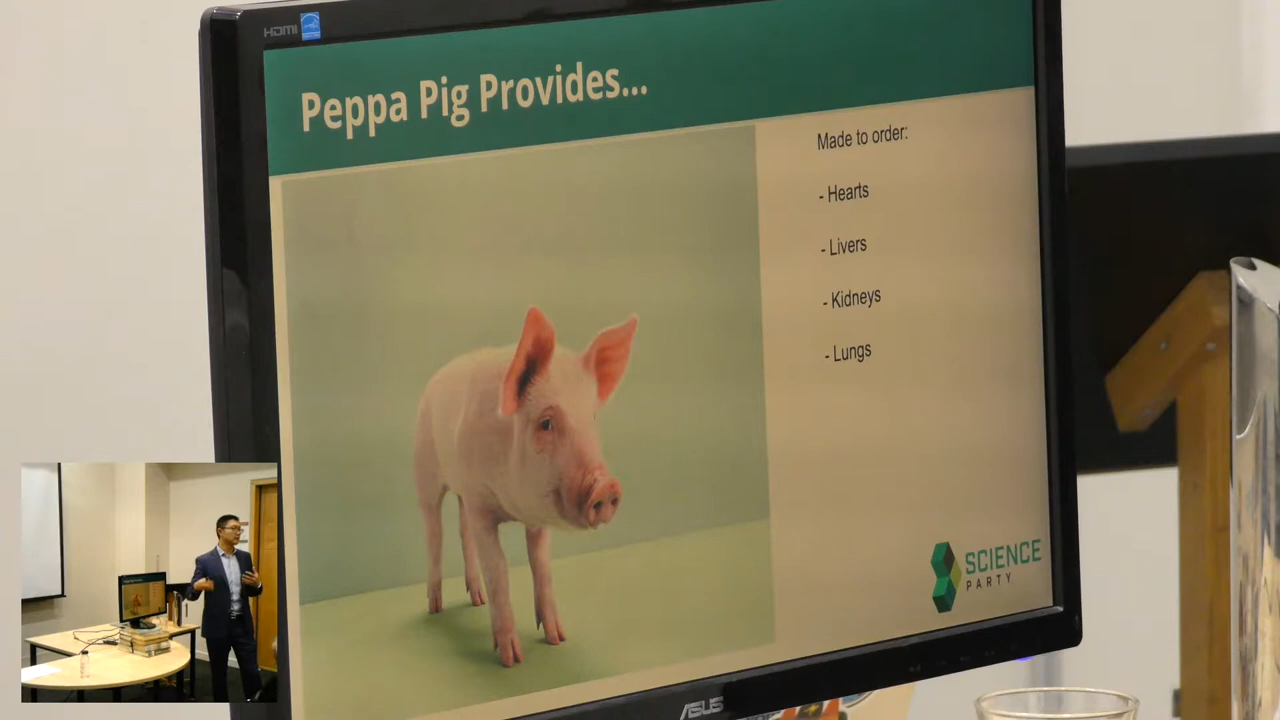 HDMI
Peppa Pig Provides...
Made to order:
- Hearts
- Livers
- Kidneys
- Lungs
SCIENCE
PARTY
ASUS